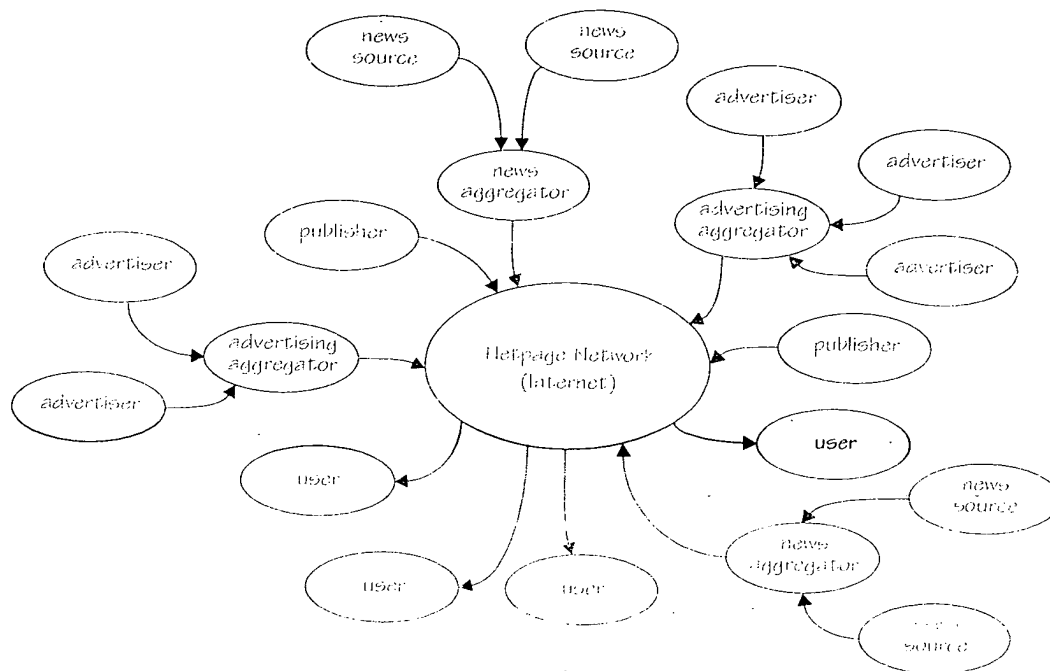 news
source
news
source
advertiser
advertiser
news
aggregator
advertising
aggregator
publisher
advertiser
advertiser
advertising
aggregator
Netpage Network
(Internet)
publisher
advertiser
user
user
news
source
news
aggregator
user
user
source